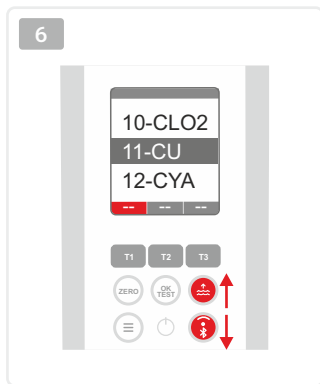 6
10-CLO2
11-CU
12-CYA
-- -- --
T1 T2 T3
ZERO OK TEST